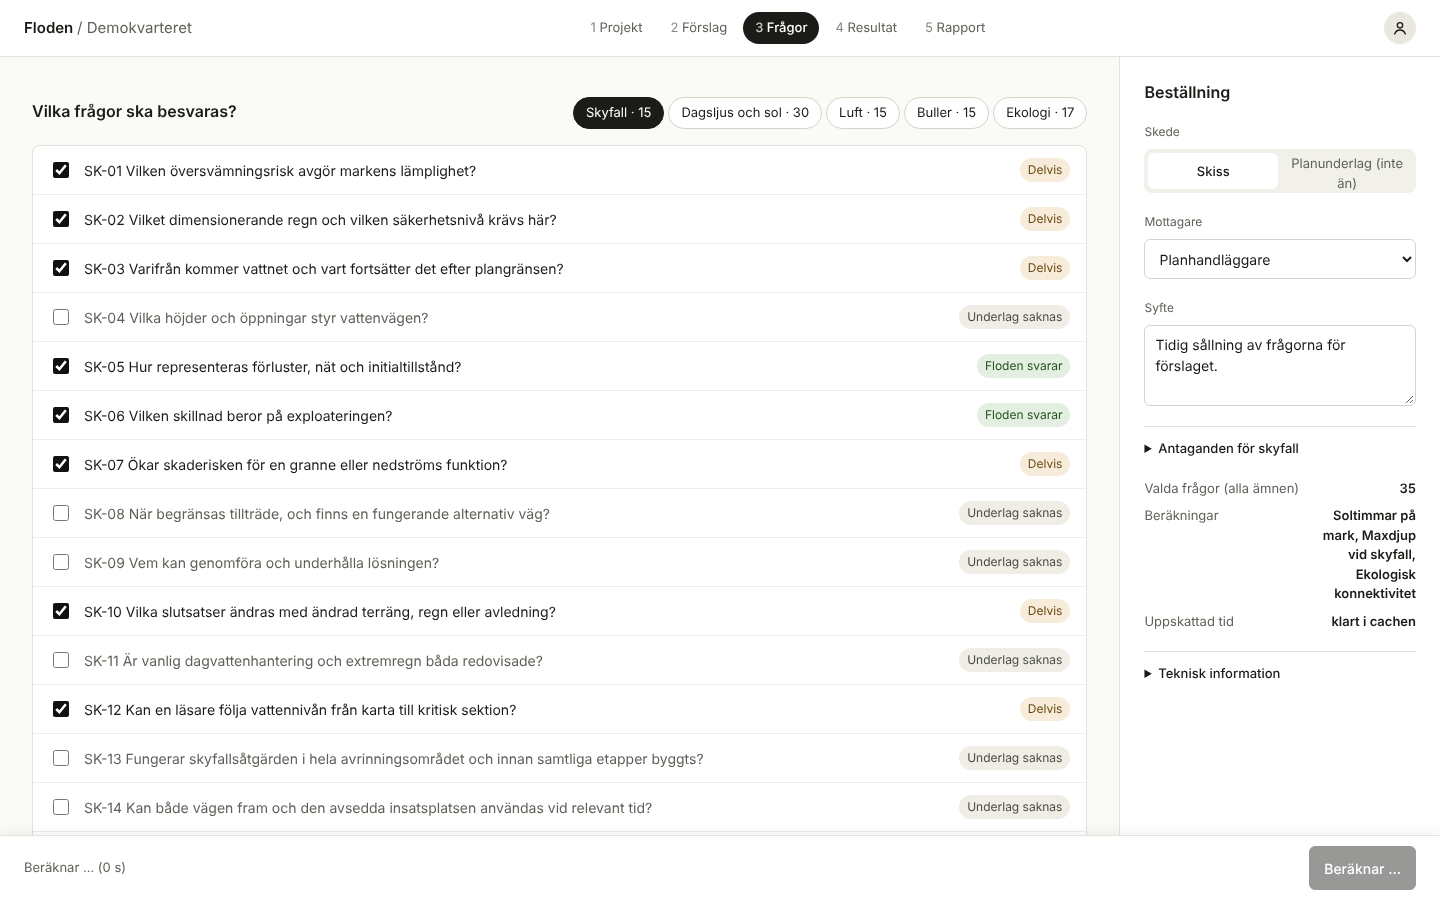 Floden / Demokvarteret
1 Projekt
2 Förslag
3 Frågor
4 Resultat
5 Rapport
Vilka frågor ska besvaras?
Skyfall · 15
Dagsljus och sol · 30
Luft · 15
Buller · 15
Ekologi · 17
SK-01 Vilken översvämningsrisk avgör markens lämplighet?
Delvis
SK-02 Vilket dimensionerande regn och vilken säkerhetsnivå krävs här?
Delvis
SK-03 Varifrån kommer vattnet och vart fortsätter det efter plangränsen?
Delvis
SK-04 Vilka höjder och öppningar styr vattenvägen?
Underlag saknas
SK-05 Hur representeras förluster, nät och initialtillstånd?
Floden svarar
SK-06 Vilken skillnad beror på exploateringen?
Floden svarar
SK-07 Ökar skaderisken för en granne eller nedströms funktion?
Delvis
SK-08 När begränsas tillträde, och finns en fungerande alternativ väg?
Underlag saknas
SK-09 Vem kan genomföra och underhålla lösningen?
Underlag saknas
SK-10 Vilka slutsatser ändras med ändrad terräng, regn eller avledning?
Delvis
SK-11 Är vanlig dagvattenhantering och extremregn båda redovisade?
Underlag saknas
SK-12 Kan en läsare följa vattennivån från karta till kritisk sektion?
Delvis
SK-13 Fungerar skyfallsåtgärden i hela avrinningsområdet och innan samtliga etapper byggts?
Underlag saknas
SK-14 Kan både vägen fram och den avsedda insatsplatsen användas vid relevant tid?
Underlag saknas
Beställning
Skede
Skiss
Planunderlag (inte
än)
Mottagare
Planhandläggare
Syfte
Tidig sållning av frågorna för
förslaget.
Antaganden för skyfall
Valda frågor (alla ämnen)
35
Beräkningar
Soltimmar på
mark, Maxdjup
vid skyfall,
Ekologisk
konnektivitet
Uppskattad tid
klart i cachen
Teknisk information
Beräknar … (0 s)
Beräknar …